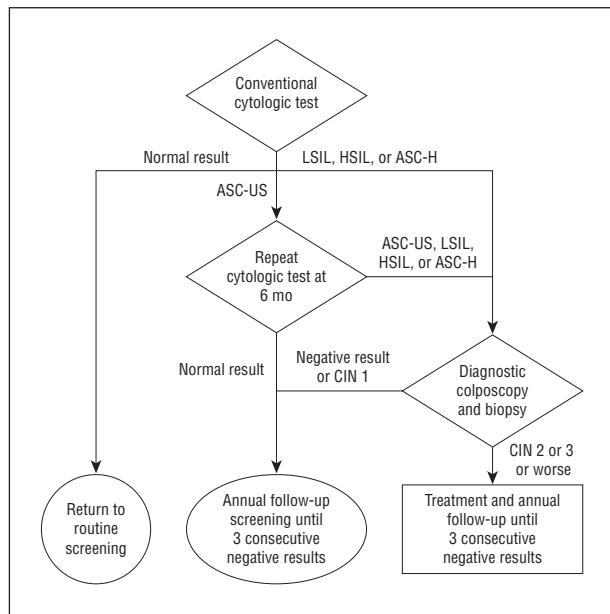 Conventional
cytologic test
Normal result
LSIL, HSIL, or ASC-H
ASC-US
Repeat
cytologic test at
6 mo
ASC-US, LSIL,
HSIL, or ASC-H
Normal result
Negative result
or CIN 1
Diagnostic
colposcopy
and biopsy
CIN 2 or 3
or worse
Return to
routine
screening
Annual follow-up
screening until
3 consecutive
negative results
Treatment and annual
follow-up until
3 consecutive
negative results